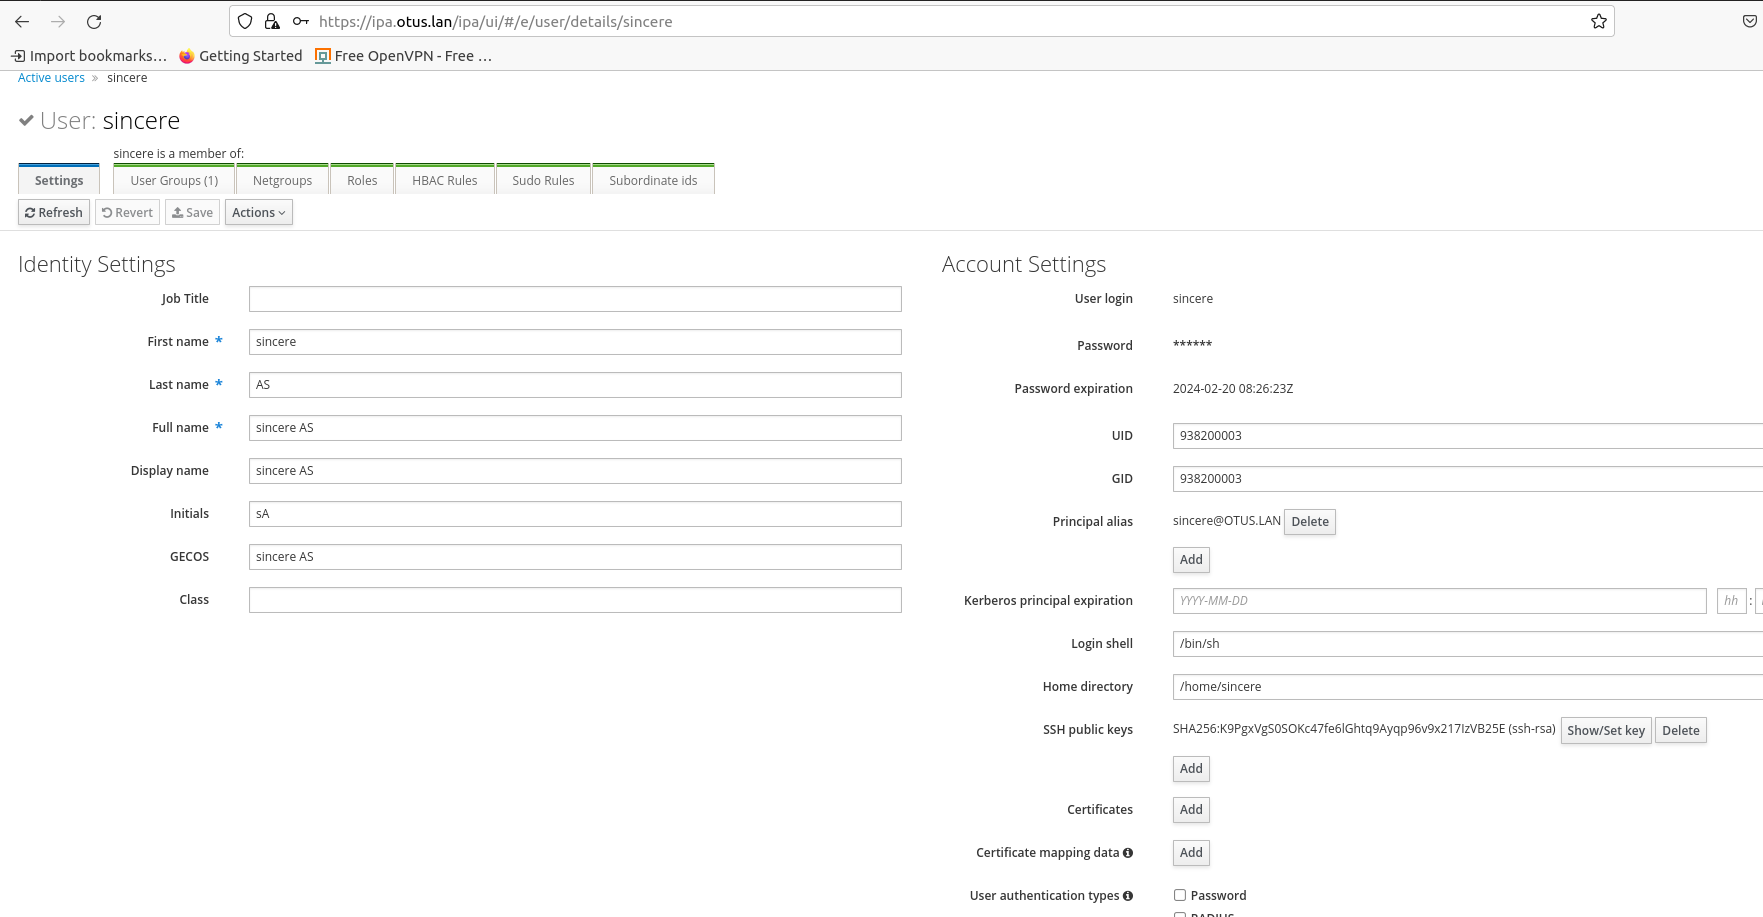 https://ipa.otus.lan/ipa/ui/#/e/user/details/sincere
Import bookmarks… Getting Started Free OpenVPN - Free …
Active users » sincere
User: sincere
sincere is a member of:
Settings User Groups (1) Netgroups Roles HBAC Rules Sudo Rules Subordinate ids
Refresh Revert Save Actions
Identity Settings
Job Title
First name * sincere
Last name * AS
Full name * sincere AS
Display name sincere AS
Initials sA
GECOS sincere AS
Class
Account Settings
User login sincere
Password ******
Password expiration 2024-02-20 08:26:23Z
UID 938200003
GID 938200003
Principal alias sincere@OTUS.LAN Delete
Add
Kerberos principal expiration YYYY-MM-DD hh :
Login shell /bin/sh
Home directory /home/sincere
SSH public keys SHA256:K9PgxVgS0SOKc47fe6lGhtq9Ayqp96v9x217IzVB25E (ssh-rsa) Show/Set key Delete
Add
Certificates Add
Certificate mapping data Add
User authentication types Password
RADIUS